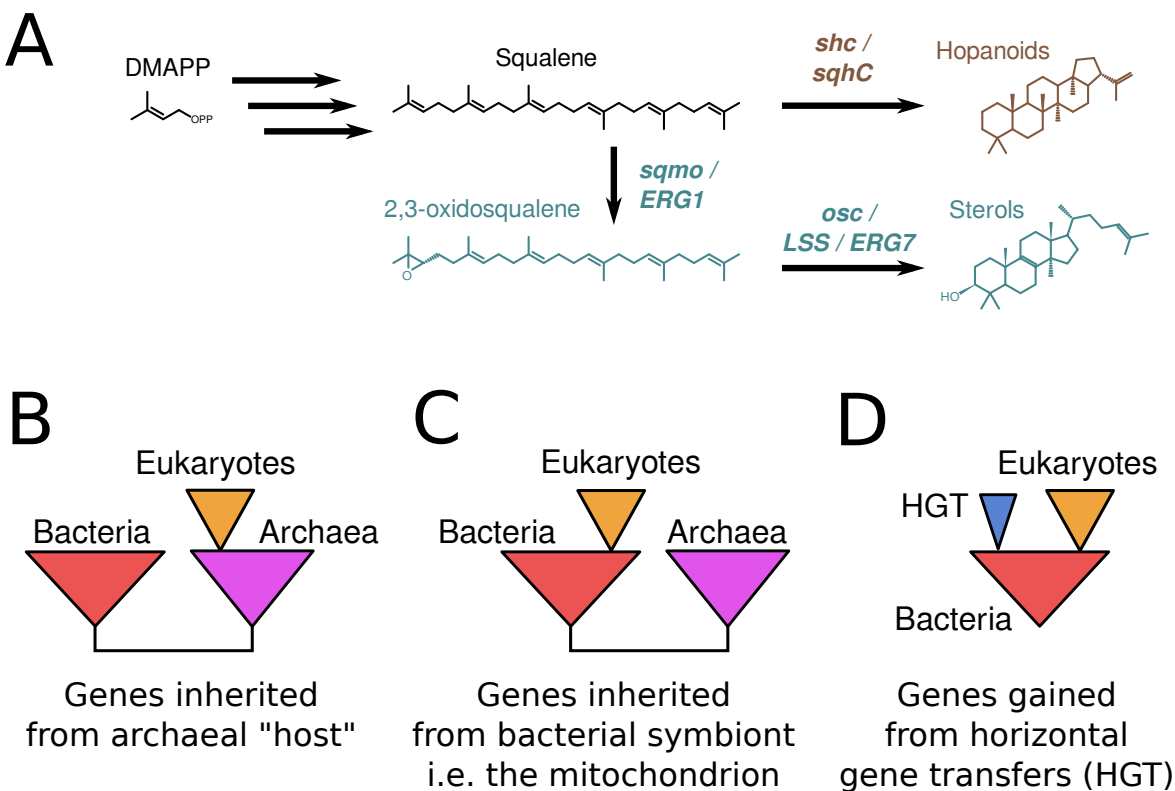 A
DMAPP
OPP
Squalene
shc /
sqhC
Hopanoids
sqmo /
ERG1
2,3-oxidosqualene
O
osc /
LSS / ERG7
Sterols
HO
B
Eukaryotes
Bacteria
Archaea
Genes inherited
from archaeal "host"
C
Eukaryotes
Bacteria
Archaea
Genes inherited
from bacterial symbiont
i.e. the mitochondrion
D
Eukaryotes
HGT
Bacteria
Genes gained
from horizontal
gene transfers (HGT)